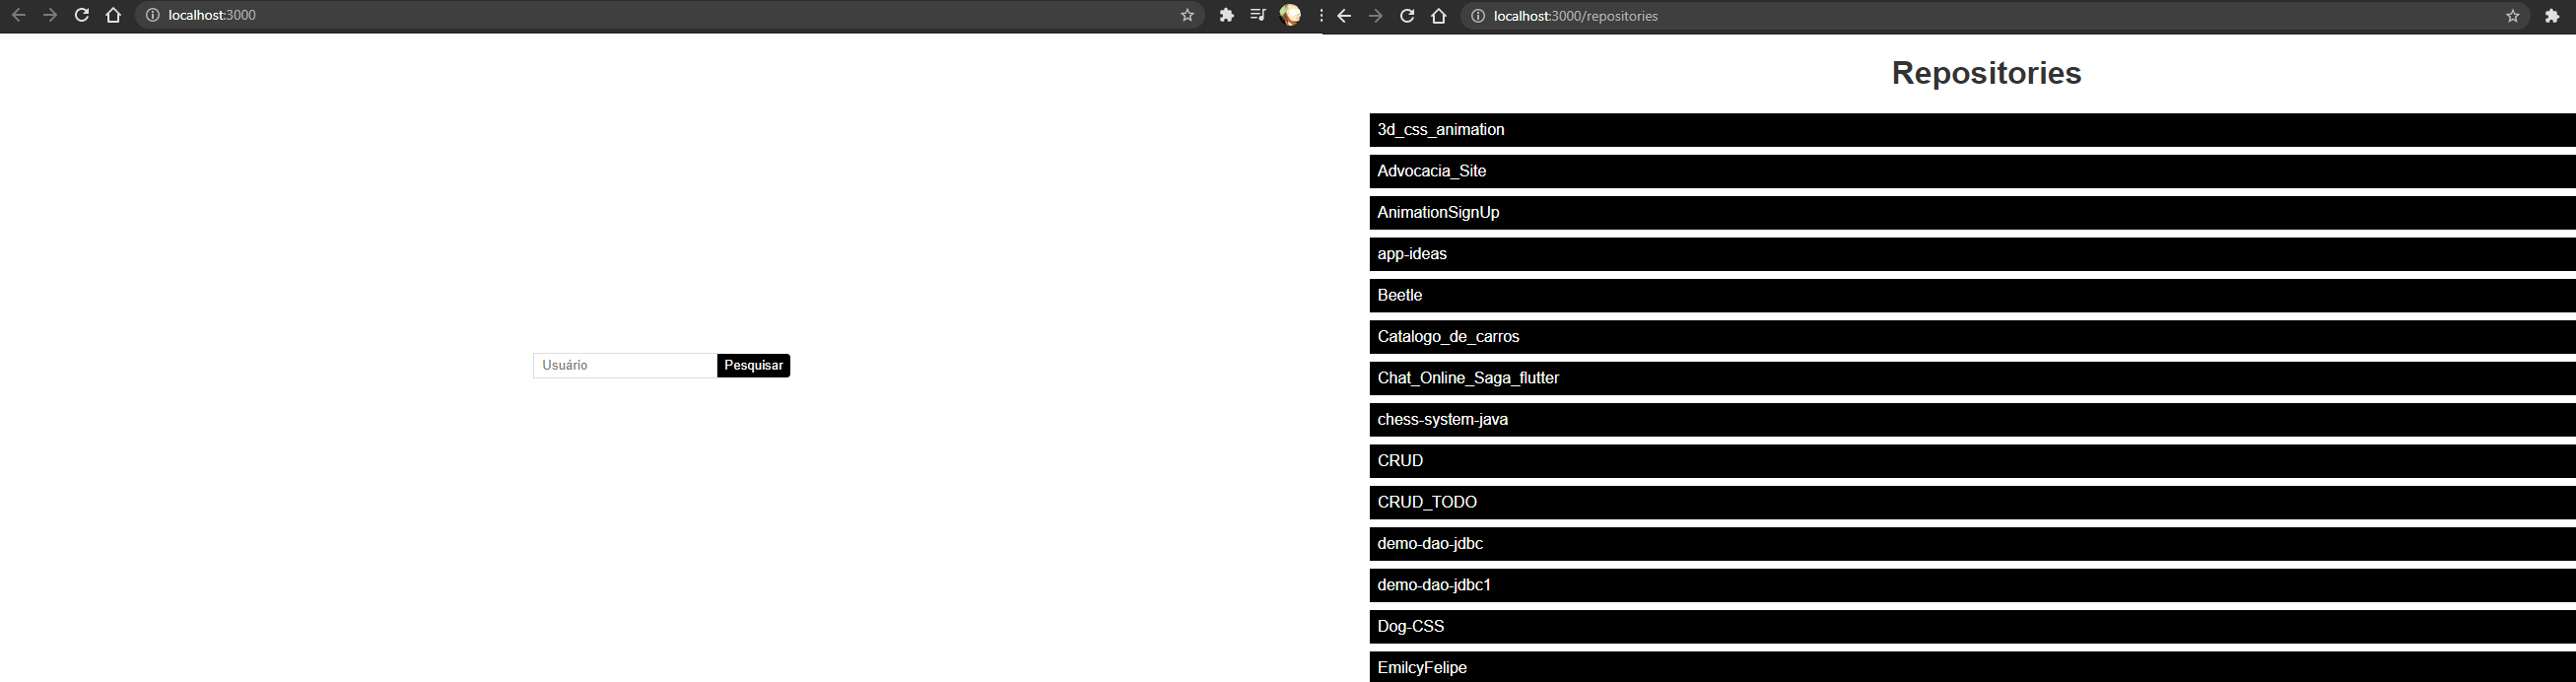 localhost:3000
Usuário
Pesquisar
localhost:3000/repositories
Repositories
3d_css_animation
Advocacia_Site
AnimationSignUp
app-ideas
Beetle
Catalogo_de_carros
Chat_Online_Saga_flutter
chess-system-java
CRUD
CRUD_TODO
demo-dao-jdbc
demo-dao-jdbc1
Dog-CSS
EmilcyFelipe